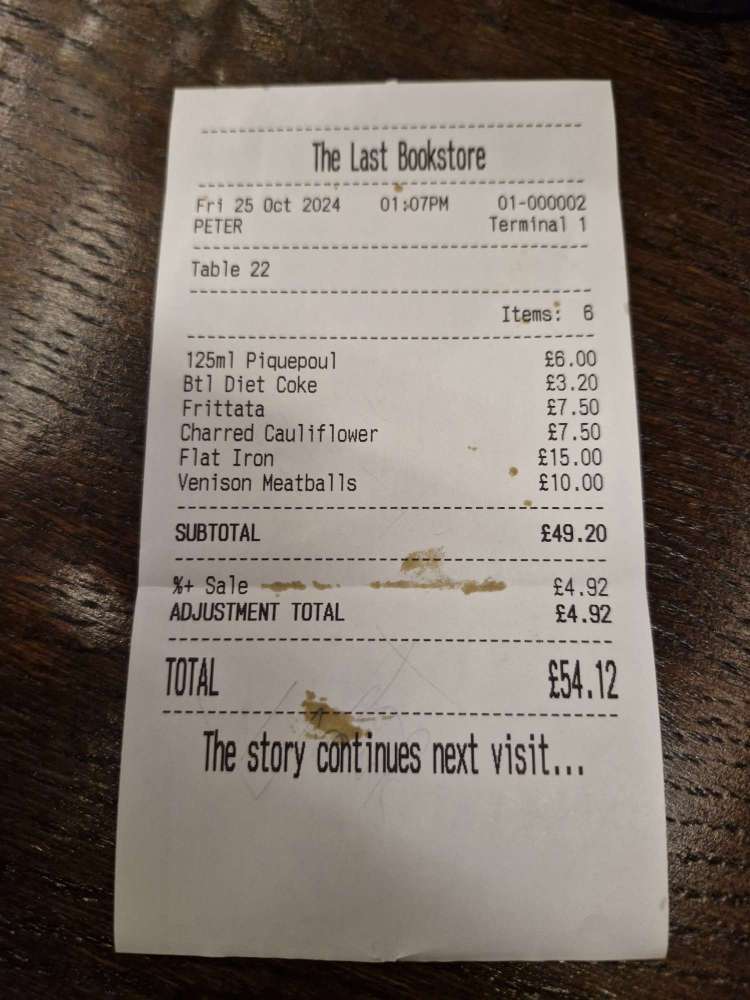 The Last Bookstore
Fri 25 Oct 2024 01:07PM 01-000002
PETER Terminal 1
Table 22
Items: 6
125ml Piquepoul £6.00
Btl Diet Coke £3.20
Frittata £7.50
Charred Cauliflower £7.50
Flat Iron £15.00
Venison Meatballs £10.00
SUBTOTAL £49.20
%+ Sale £4.92
ADJUSTMENT TOTAL £4.92
TOTAL £54.12
The story continues next visit...